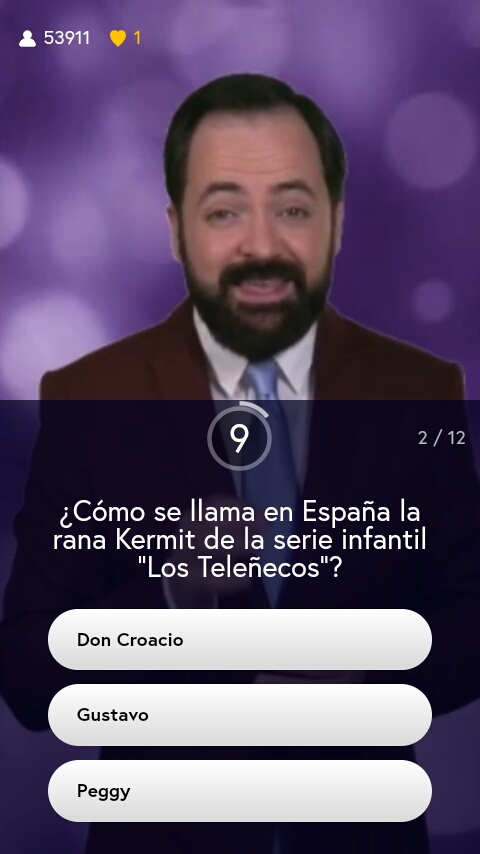 53911 1
9
2 / 12
¿Cómo se llama en España la
rana Kermit de la serie infantil
"Los Teleñecos"?
Don Croacio
Gustavo
Peggy